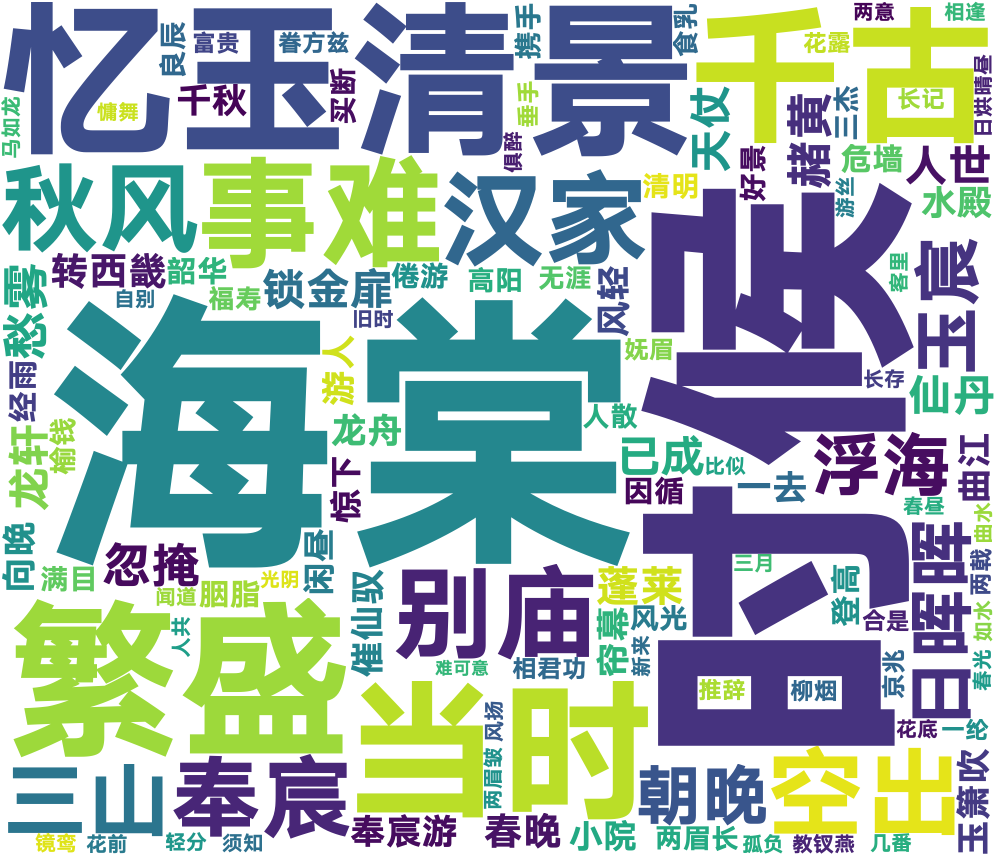 忆玉清景
千古
良辰
富贵
眷方兹
携手
食乳
两意
相逢
花露
马如龙
慵舞
千秋
买断
垂手
俱醉
天仗
好景
赭黄
三杰
长记
日烘晴昼
危墙
人世
秋风
事难
汉家
清明
游丝
水殿
时候
转西畿
韶华
自别
福寿
锁金扉
倦游
高阳
无涯
风轻
客里
玉宸
愁雾
旧时
海棠
游人
妩眉
长存
仙丹
经雨
龙轩
榆钱
龙舟
人散
已成
比似
惊下
因循
一去
浮海
曲江
春昼
曲水
向晚
满目
忽掩
闲昼
光阴
闻道
胭脂
催仙驭
别庙
蓬莱
三月
登高
日晖晖
两戟
如水
合是
帘幕
风光
新来
人共
繁盛
难可意
相君功
推辞
柳烟
京兆
春光
花底
一纶
当时
风扬
两眉皱
三山
奉宸
朝晚
空出
玉箫吹
镜鸾
花前
轻分
须知
奉宸游
春晚
小院
两眉长
孤负
教钗燕
几番